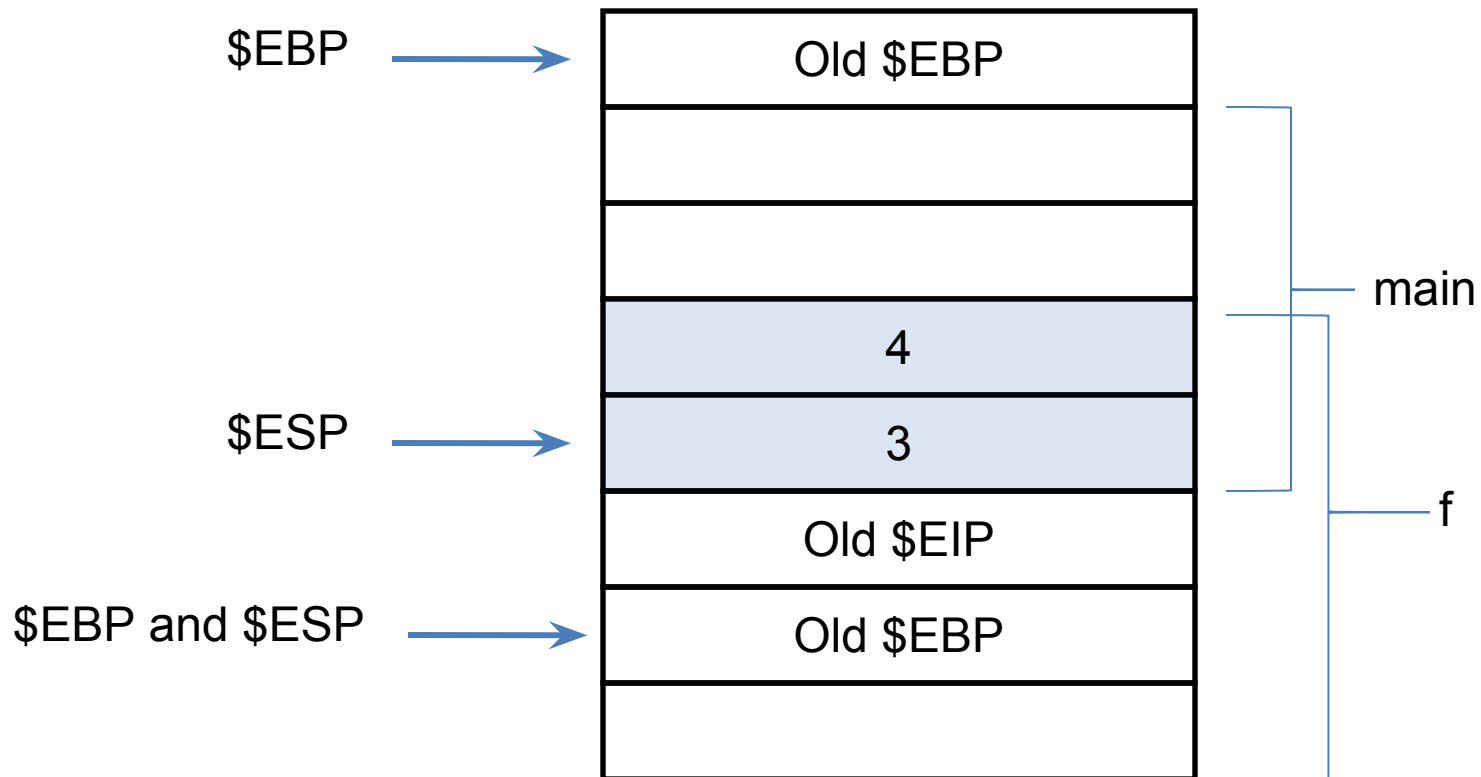 $EBP
Old $EBP
main
4
$ESP
3
f
Old $EIP
$EBP and $ESP
Old $EBP